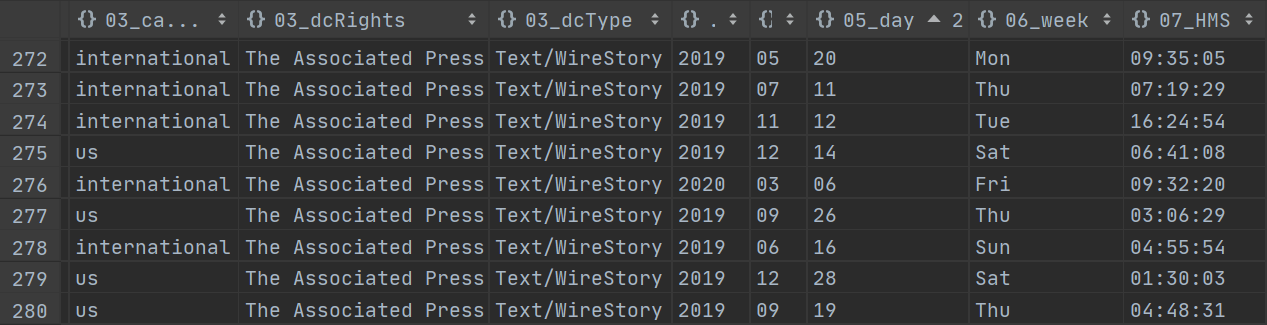 {} 03_ca... {} 03_dcRights {} 03_dcType {} . {} {} 05_day 2 {} 06_week {} 07_HMS
272 international The Associated Press Text/WireStory 2019 05 20 Mon 09:35:05
273 international The Associated Press Text/WireStory 2019 07 11 Thu 07:19:29
274 international The Associated Press Text/WireStory 2019 11 12 Tue 16:24:54
275 us The Associated Press Text/WireStory 2019 12 14 Sat 06:41:08
276 international The Associated Press Text/WireStory 2020 03 06 Fri 09:32:20
277 us The Associated Press Text/WireStory 2019 09 26 Thu 03:06:29
278 international The Associated Press Text/WireStory 2019 06 16 Sun 04:55:54
279 us The Associated Press Text/WireStory 2019 12 28 Sat 01:30:03
280 us The Associated Press Text/WireStory 2019 09 19 Thu 04:48:31